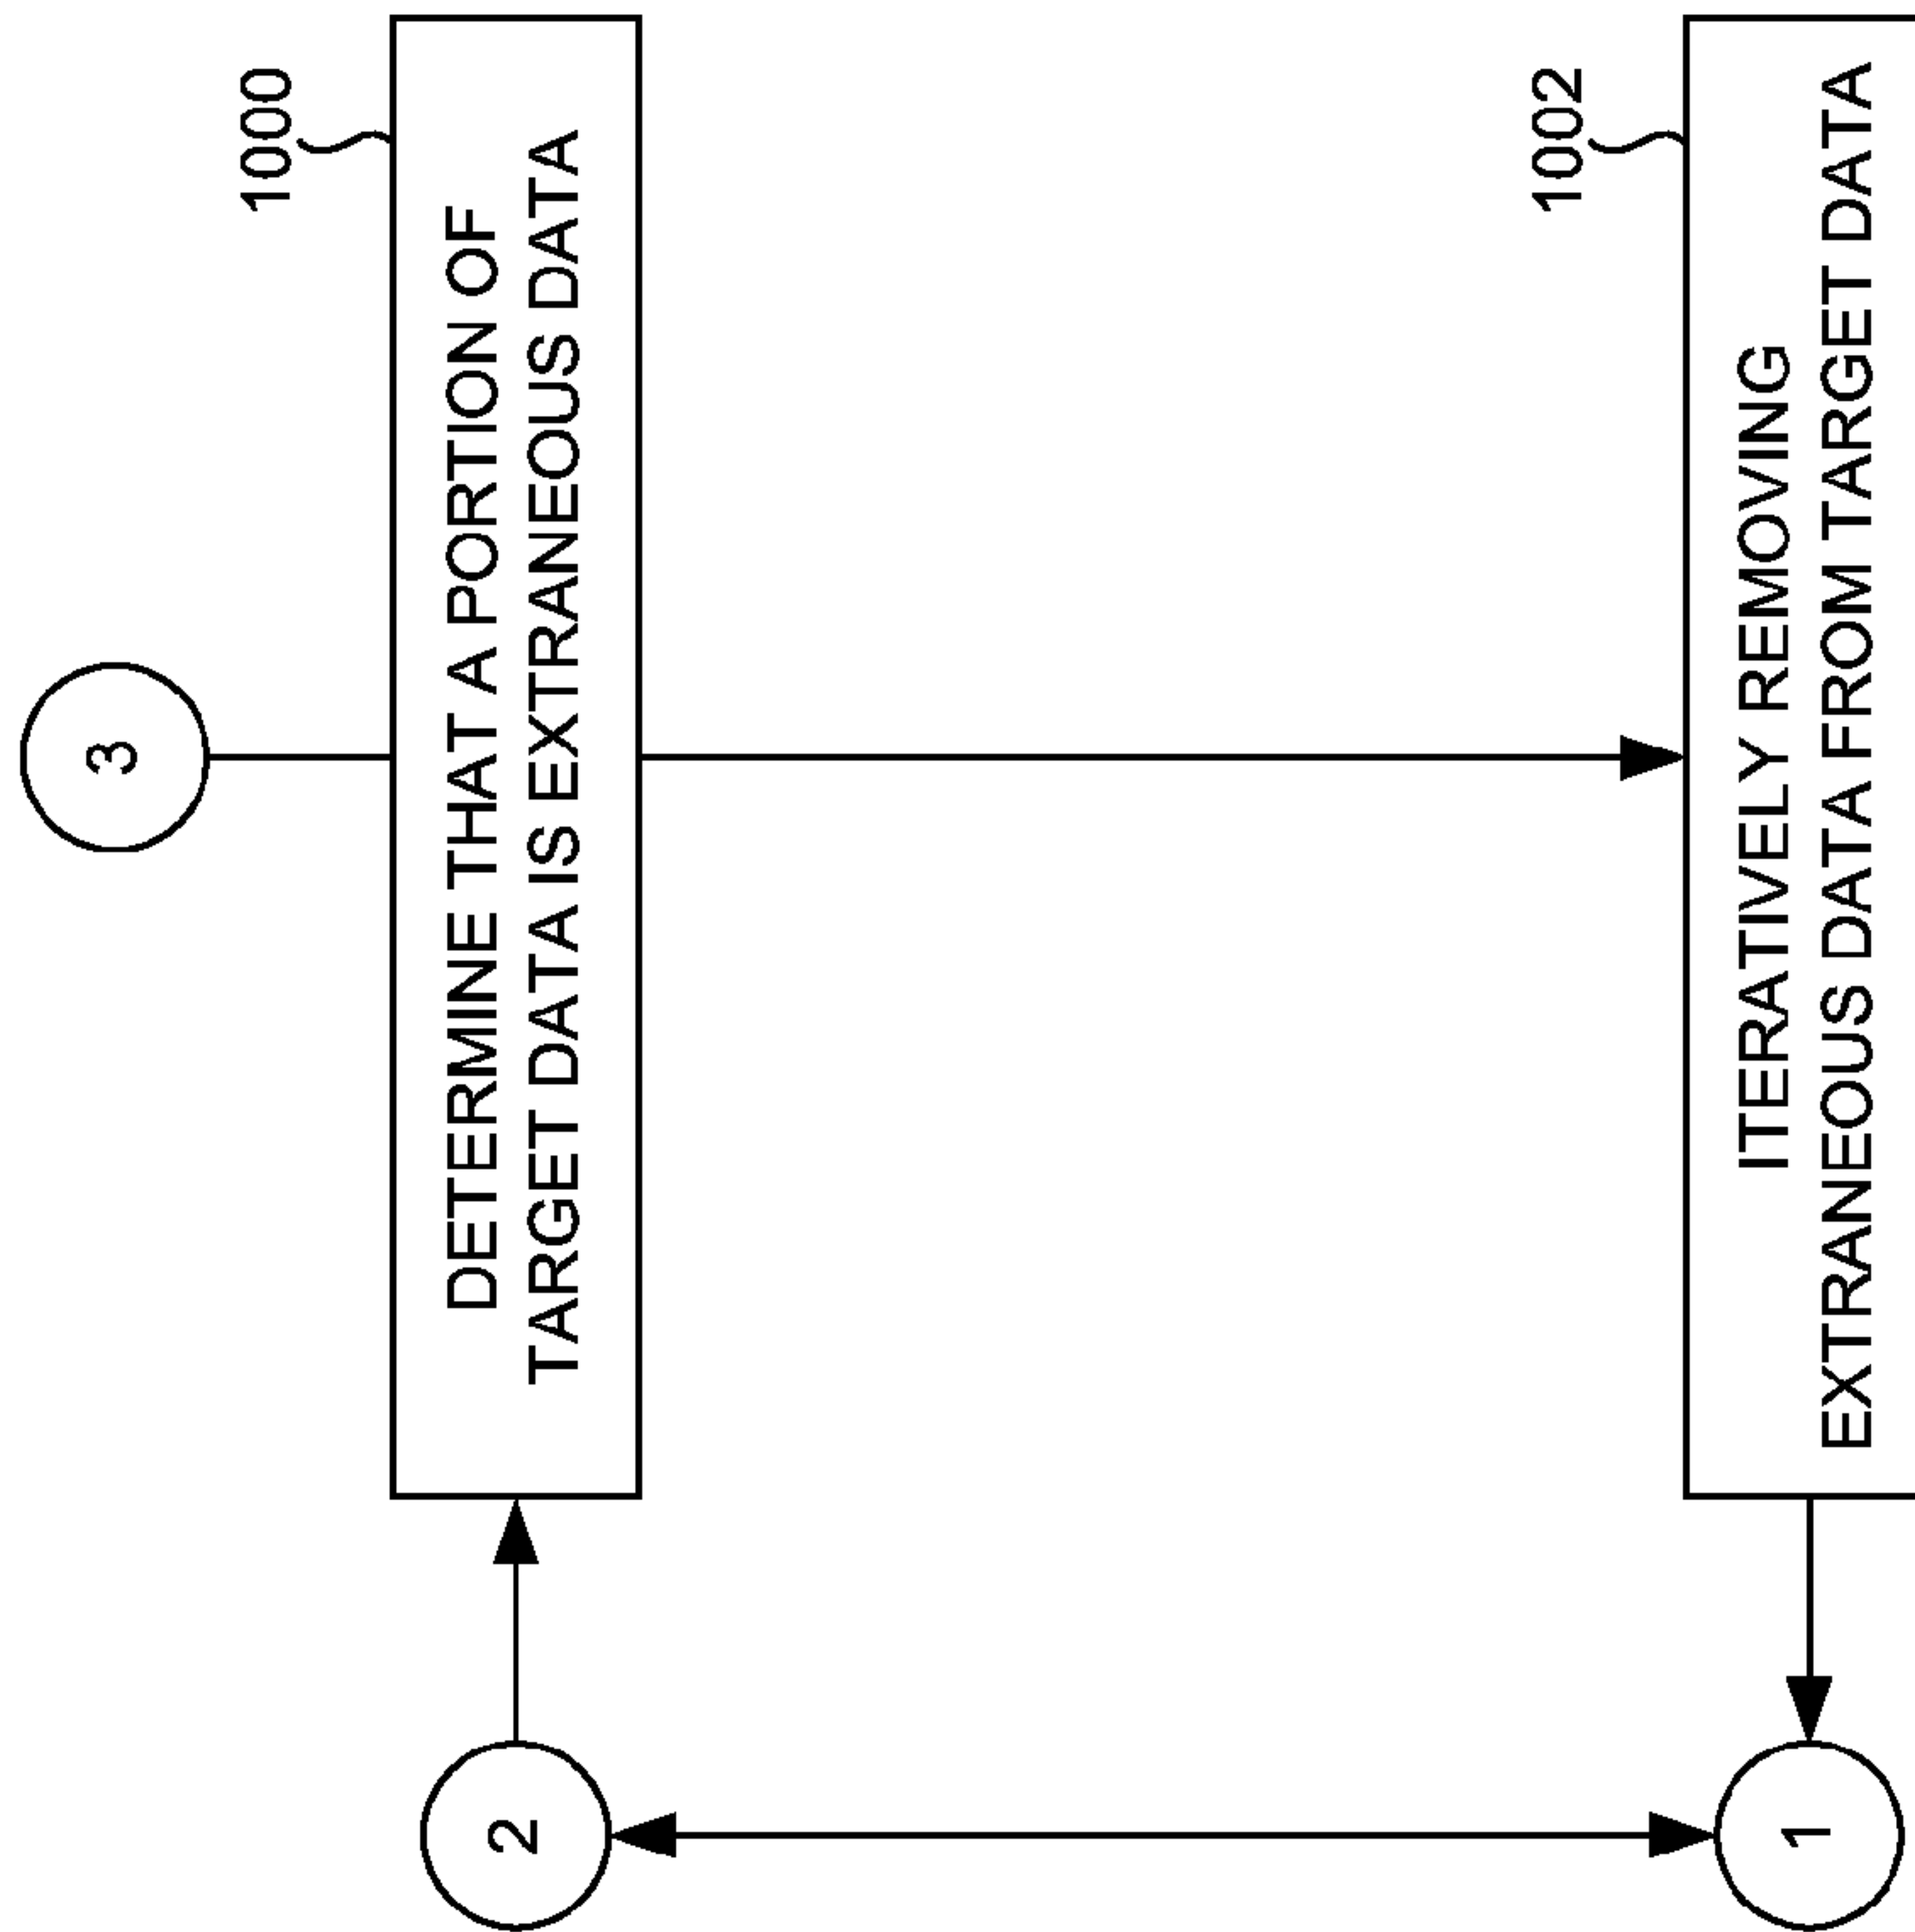 3
1000
DETERMINE THAT A PORTION OF
TARGET DATA IS EXTRANEOUS DATA
2
1002
ITERATIVELY REMOVING
EXTRANEOUS DATA FROM TARGET DATA
1